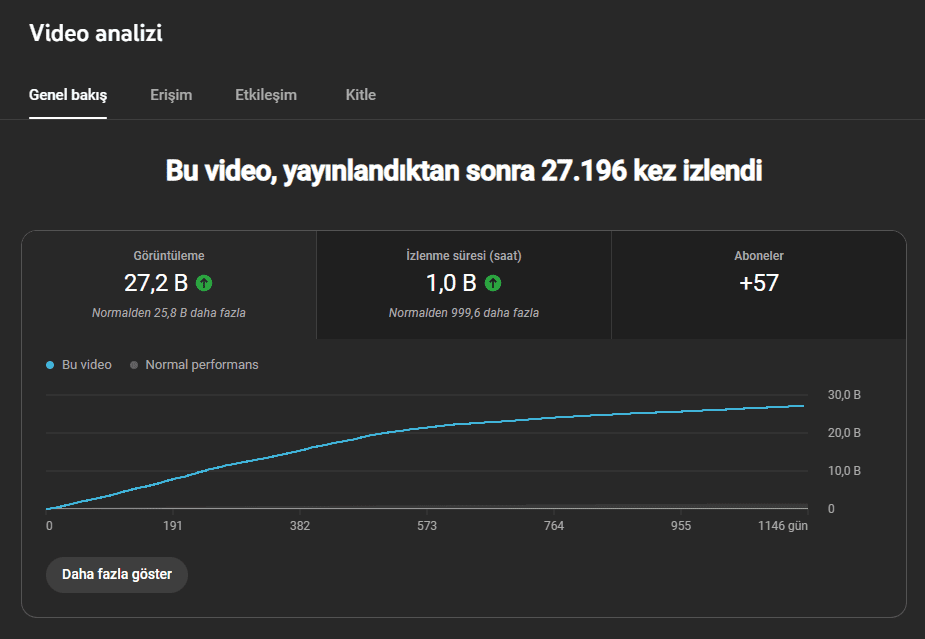 Video analizi
Genel bakış
Erişim
Etkileşim
Kitle
Bu video, yayınlandıktan sonra 27.196 kez izlendi
Görüntüleme
27,2 B
Normalden 25,8 B daha fazla
İzlenme süresi (saat)
1,0 B
Normalden 999,6 daha fazla
Aboneler
+57
Bu video
Normal performans
30,0 B
20,0 B
10,0 B
0
0 191 382 573 764 955 1146 gün
Daha fazla göster